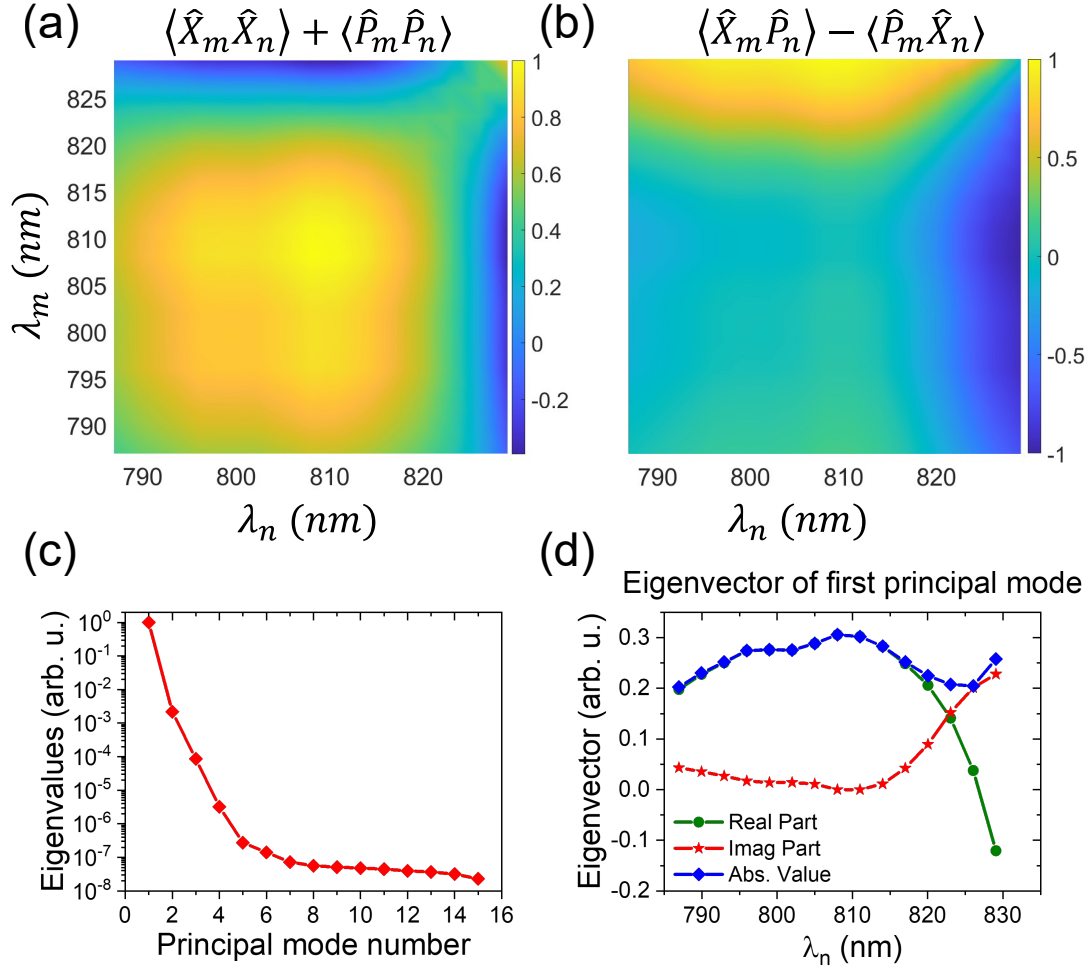 (a) ⟨X̂ₘX̂ₙ⟩ + ⟨P̂ₘP̂ₙ⟩
825
820
815
810
805
800
795
790
λₘ (nm)
790 800 810 820
λₙ (nm)
1
0.8
0.6
0.4
0.2
0
-0.2
(b) ⟨X̂ₘP̂ₙ⟩ − ⟨P̂ₘX̂ₙ⟩
790 800 810 820
λₙ (nm)
1
0.5
0
-0.5
-1
(c)
Eigenvalues (arb. u.)
10⁰
10⁻¹
10⁻²
10⁻³
10⁻⁴
10⁻⁵
10⁻⁶
10⁻⁷
10⁻⁸
0 2 4 6 8 10 12 14 16
Principal mode number
(d)
Eigenvector of first principal mode
Eigenvector (arb. u.)
0.3
0.2
0.1
0.0
-0.1
-0.2
Real Part
Imag Part
Abs. Value
790 800 810 820 830
λₙ (nm)